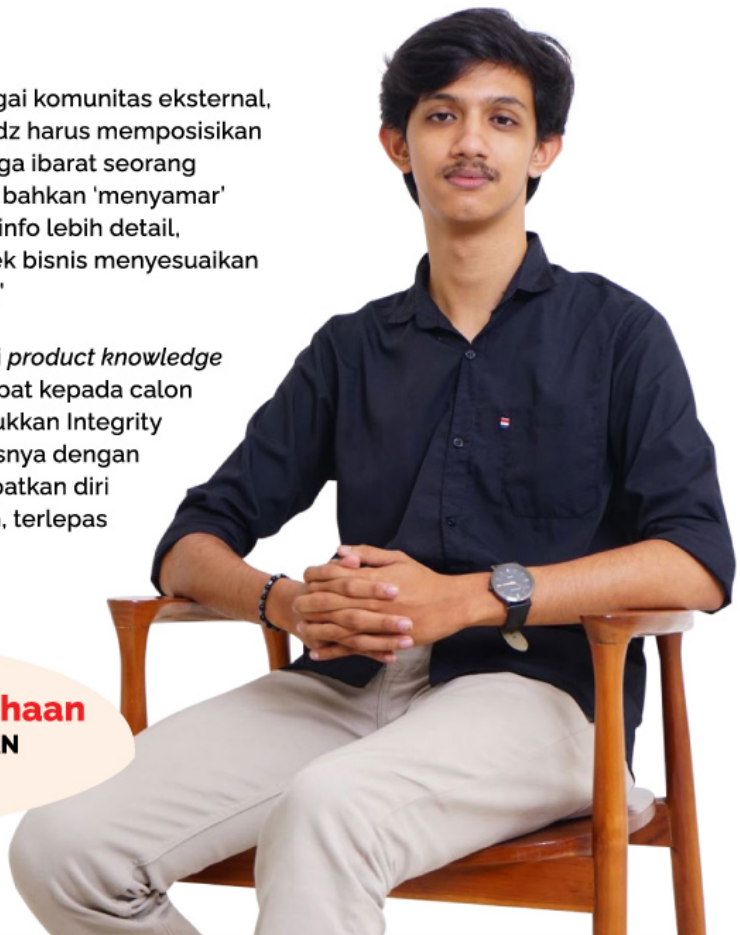 gai komunitas eksternal,
dz harus memposisikan
ga ibarat seorang
bahkan ‘menyamar’
info lebih detail,
ek bisnis menyesuaikan
"
i product knowledge
pat kepada calon
ukkan Integrity
snya dengan
patkan diri
, terlepas
haan
AN